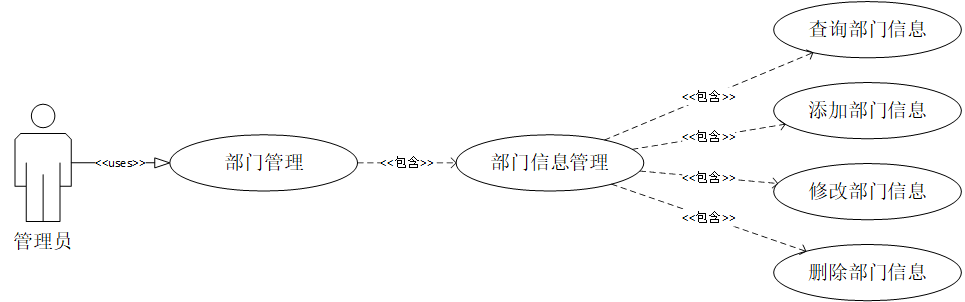 查询部门信息
<<包含>>
添加部门信息
<<包含>>
<<uses>>
部门管理
<<包含>>
部门信息管理
<<包含>>
修改部门信息
<<包含>>
管理员
删除部门信息